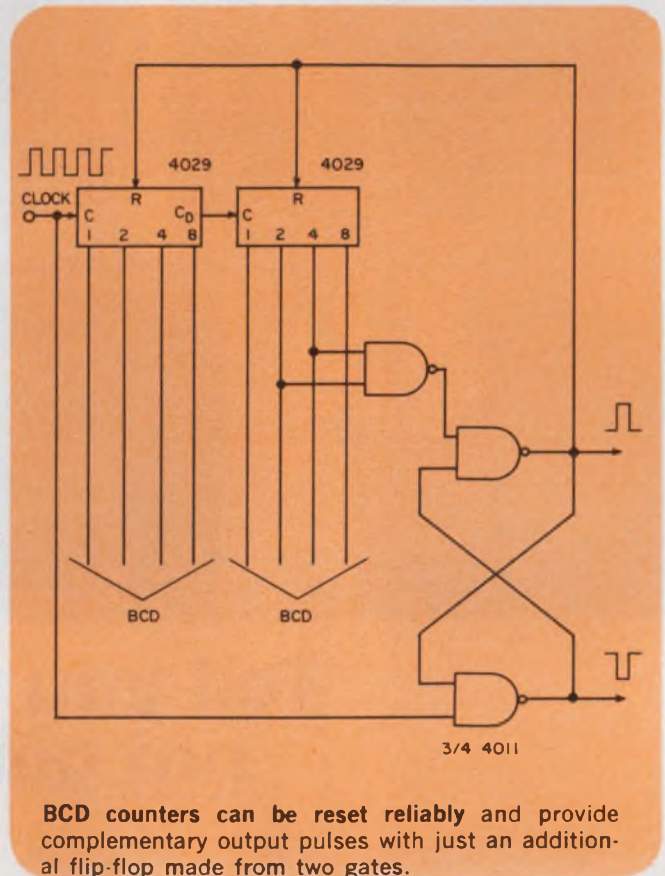 4029
4029
CLOCK
R
R
C
C_D
C
1 2 4 8
1 2 4 8
BCD
BCD
3/4 4011
BCD counters can be reset reliably and provide
complementary output pulses with just an addition-
al flip-flop made from two gates.